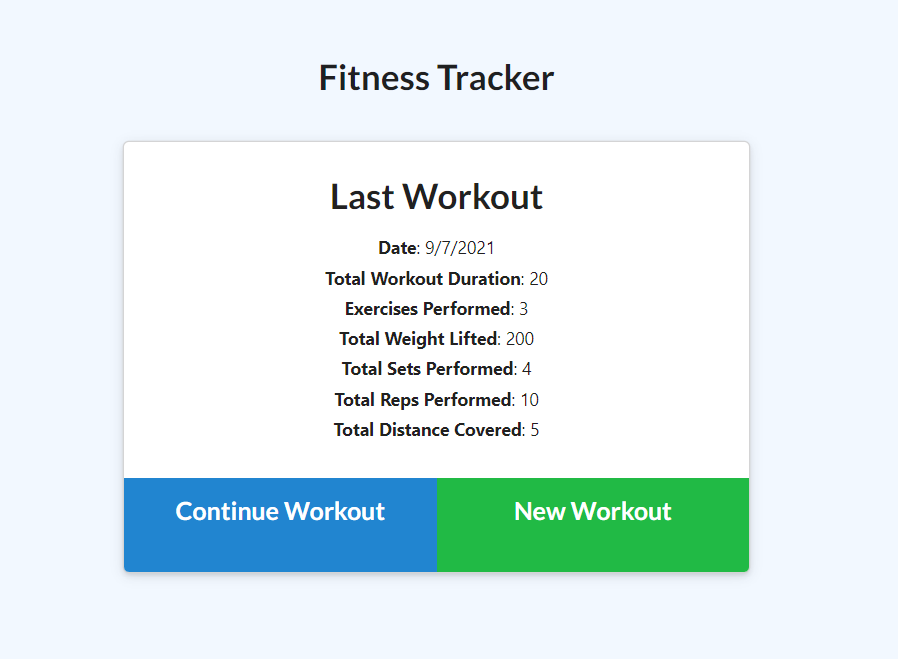 Fitness Tracker
Last Workout
Date: 9/7/2021
Total Workout Duration: 20
Exercises Performed: 3
Total Weight Lifted: 200
Total Sets Performed: 4
Total Reps Performed: 10
Total Distance Covered: 5
Continue Workout
New Workout